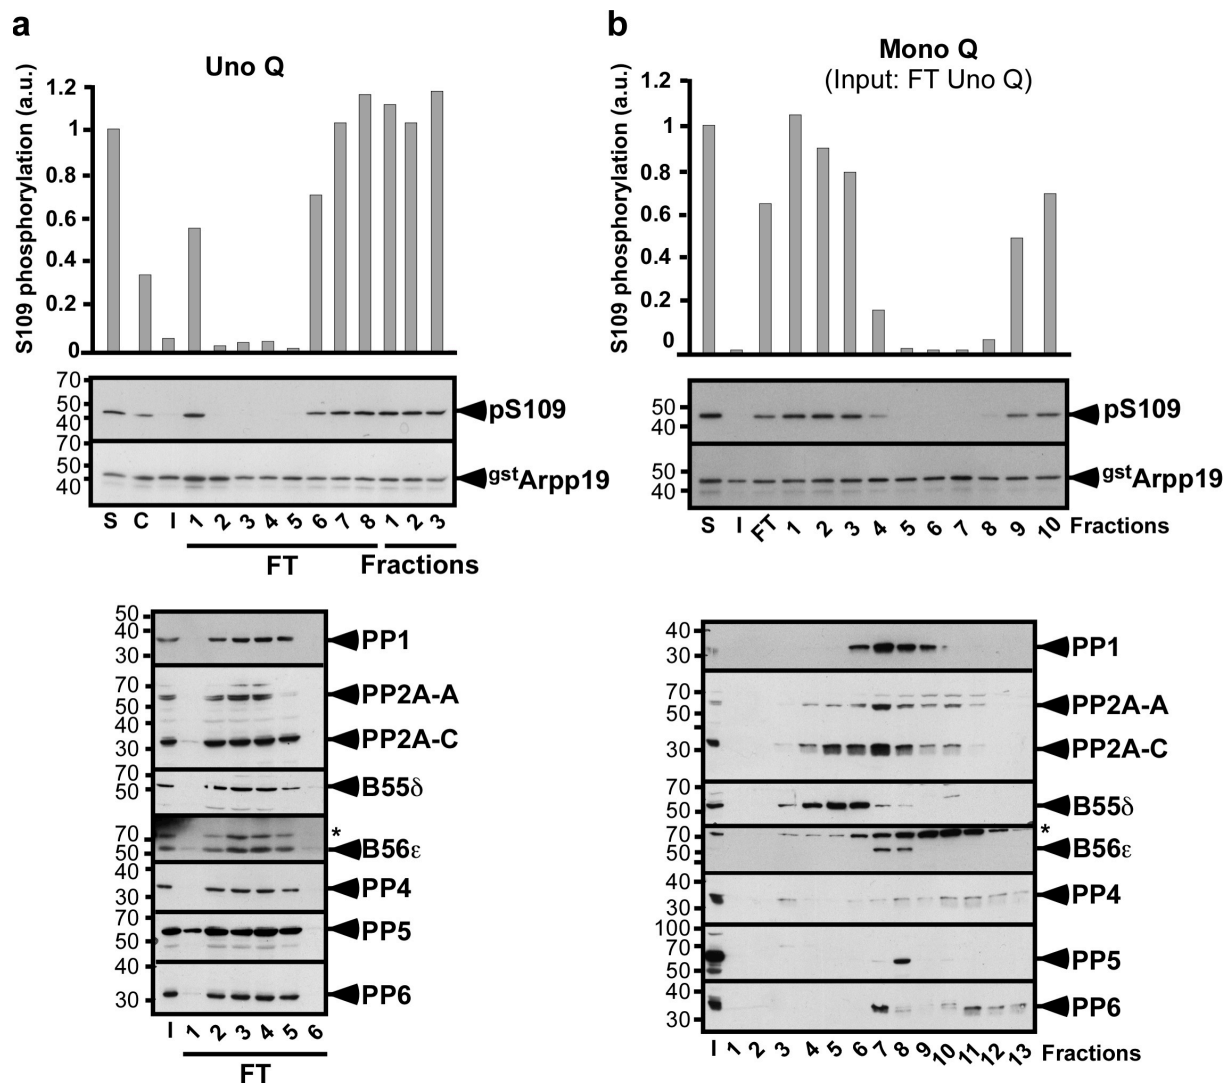 a
Uno Q
S109 phosphorylation (a.u.)
1.2
1
0.8
0.6
0.4
0.2
0
70
50
40
pS109
70
50
40
gstArpp19
S C I 1 2 3 4 5 6 7 8 1 2 3
FT Fractions
50
40
30
PP1
70
50
40
30
PP2A-A
PP2A-C
70
50
B55δ
70
50
*
B56ε
40
30
PP4
70
50
PP5
40
30
PP6
I 1 2 3 4 5 6
FT
b
Mono Q
(Input: FT Uno Q)
S109 phosphorylation (a.u.)
1.2
1
0.8
0.6
0.4
0.2
0
50
40
pS109
50
40
gstArpp19
S I FT 1 2 3 4 5 6 7 8 9 10 Fractions
40
30
PP1
70
50
30
PP2A-A
PP2A-C
70
50
B55δ
70
50
*
B56ε
40
30
PP4
100
70
50
PP5
40
30
PP6
I 1 2 3 4 5 6 7 8 9 10 11 12 13 Fractions